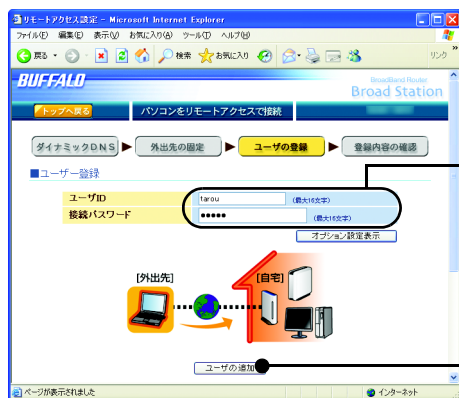 リモートアクセス設定 - Microsoft Internet Explorer
ファイル(F) 編集(E) 表示(V) お気に入り(A) ツール(T) ヘルプ(H)
戻る 検索 お気に入り リンク
BUFFALO
BroadBand Router
Broad Station
トップへ戻る パソコンをリモートアクセスで接続
ダイナミックDNS 外出先の固定 ユーザの登録 登録内容の確認
■ユーザー登録
ユーザID tarou (最大16文字)
接続パスワード ●●●●● (最大16文字)
オプション設定表示
[外出先] [自宅]
ユーザの追加
ページが表示されました インターネット